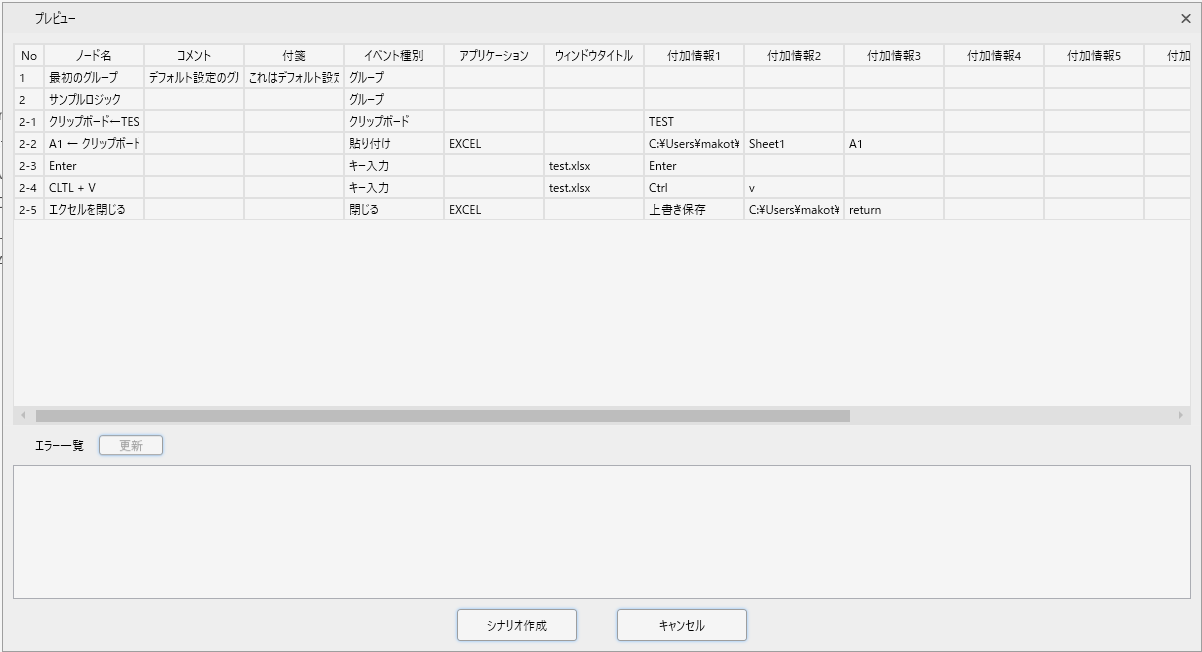 プレビュー
No ノード名 コメント 付箋 イベント種別 アプリケーション ウィンドウタイトル 付加情報1 付加情報2 付加情報3 付加情報4 付加情報5 付加
1 最初のグループ デフォルト設定のグル これはデフォルト設定 グループ
2 サンプルロジック グループ
2-1 クリップボード←TES クリップボード TEST
2-2 A1 ← クリップボード 貼り付け EXCEL C:¥Users¥makot¥ Sheet1 A1
2-3 Enter キー入力 test.xlsx Enter
2-4 CLTL + V キー入力 test.xlsx Ctrl v
2-5 エクセルを閉じる 閉じる EXCEL 上書き保存 C:¥Users¥makot¥ return
エラー一覧 更新
シナリオ作成 キャンセル